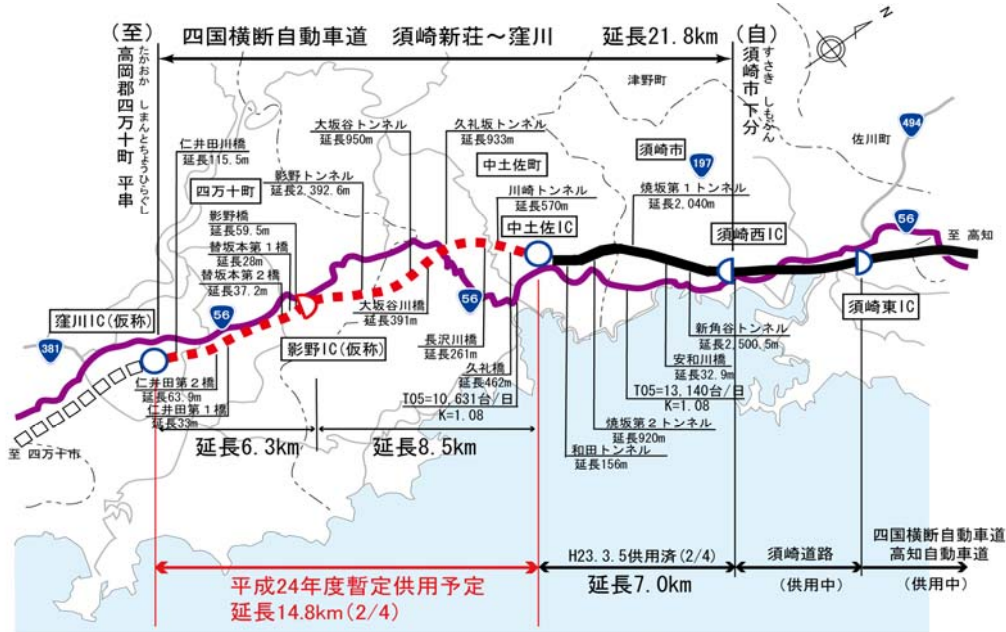 四国横断自動車道 須崎新荘～窪川 延長21.8km
(至)
高岡郡四万十町 平串
たかおか しまんとちょうひらぐし
(自)
須崎市下分
すさき しもぶん
N
津野町
佐川町
494
197
須崎市
中土佐町
四万十町
仁井田川橋
延長115.5m
大坂谷トンネル
延長950m
久礼坂トンネル
延長933m
影野トンネル
延長2,392.6m
川崎トンネル
延長570m
焼坂第1トンネル
延長2,040m
影野橋
延長59.5m
替坂本第1橋
延長28m
替坂本第2橋
延長37.2m
中土佐IC
須崎西IC
56
至 高知
須崎東IC
窪川IC(仮称)
381
56
影野IC(仮称)
大坂谷川橋
延長391m
56
長沢川橋
延長261m
新角谷トンネル
延長2,500.5m
仁井田第2橋
延長63.9m
仁井田第1橋
延長33m
久礼橋
延長462m
T05=10,631台/日
K=1.08
安和川橋
延長32.9m
T05=13,140台/日
K=1.08
焼坂第2トンネル
延長920m
和田トンネル
延長156m
至 四万十市
延長6.3km
延長8.5km
平成24年度暫定供用予定
延長14.8km(2/4)
H23.3.5供用済(2/4)
延長7.0km
須崎道路
(供用中)
四国横断自動車道
高知自動車道
(供用中)